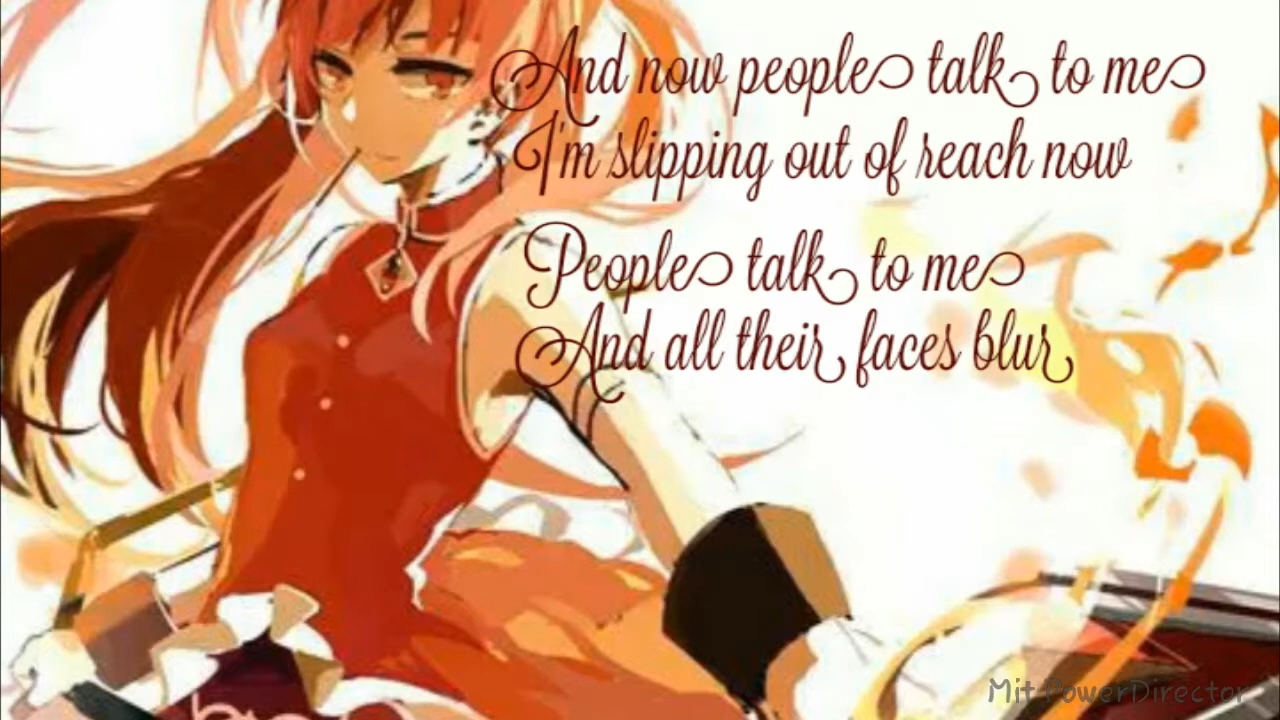 And now people talk to me
I'm slipping out of reach now
People talk to me
And all their faces blur
Mit PowerDirector